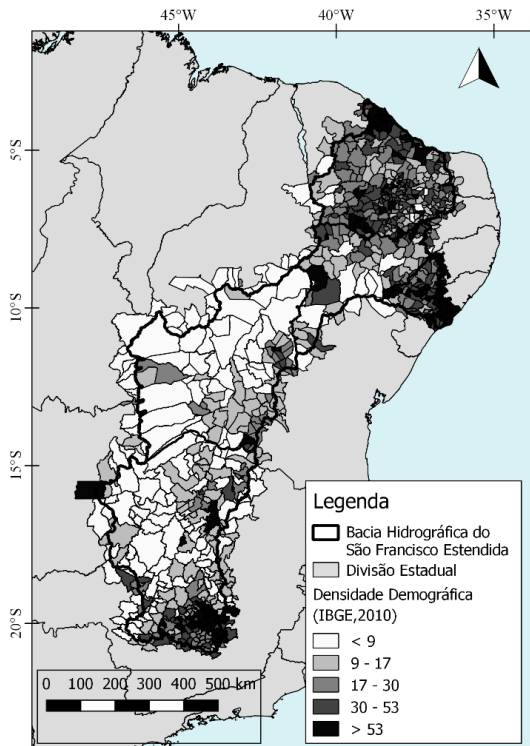 45°W 40°W 35°W
5°S
10°S
15°S
20°S
Legenda
Bacia Hidrográfica do
São Francisco Estendida
Divisão Estadual
Densidade Demográfica
(IBGE,2010)
< 9
9 - 17
17 - 30
30 - 53
> 53
0 100 200 300 400 500 km